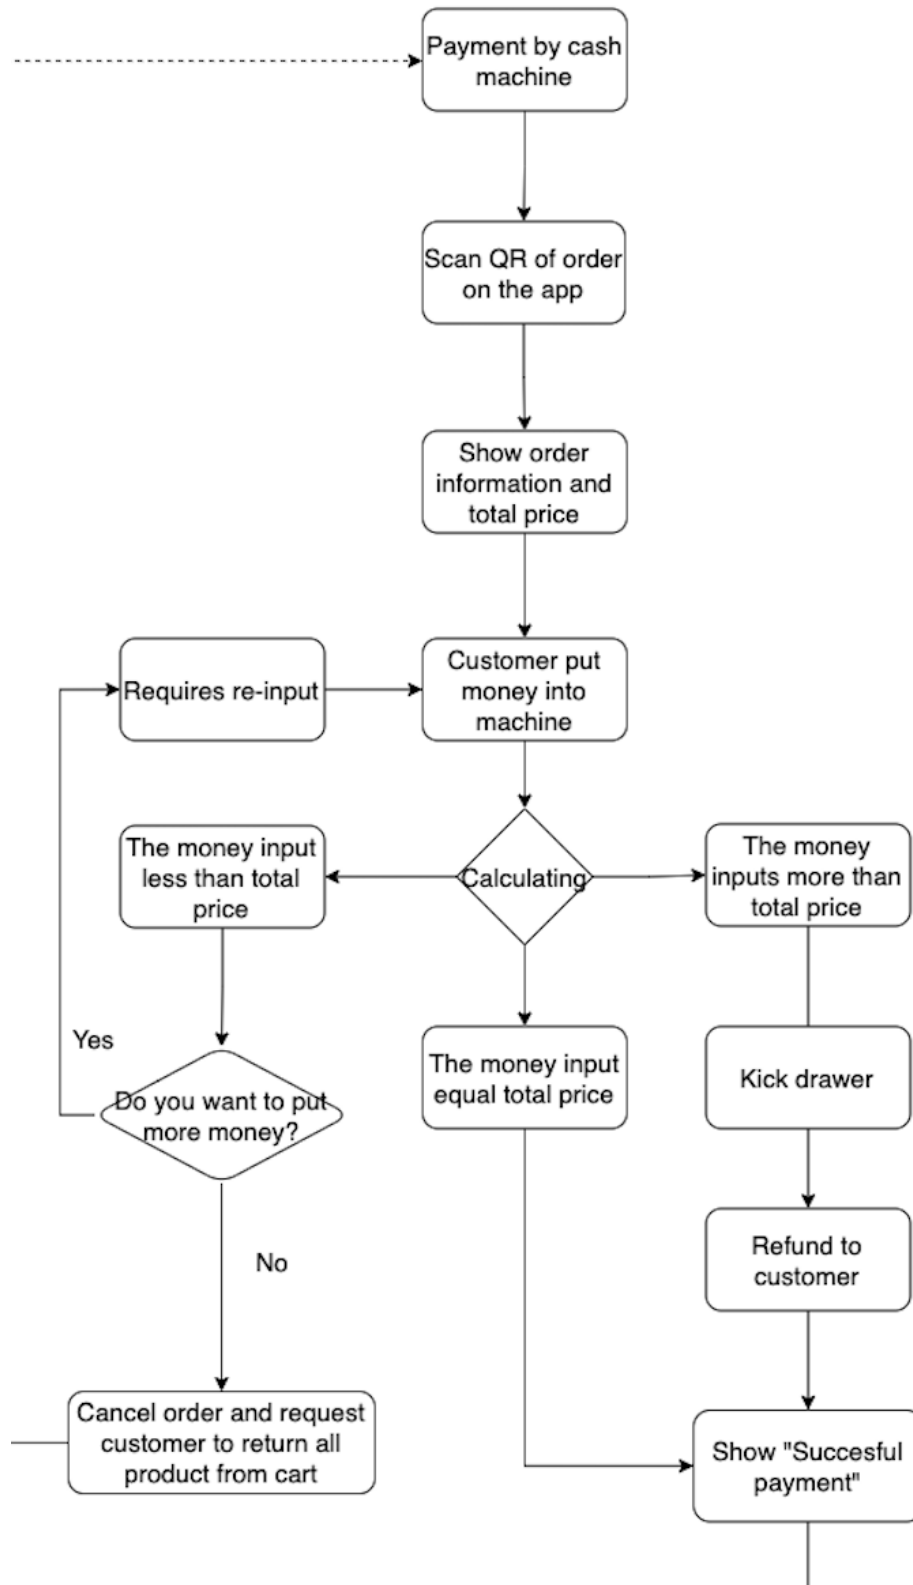 Payment by cash
machine
Scan QR of order
on the app
Show order
information and
total price
Requires re-input
Customer put
money into
machine
The money input
less than total
price
Calculating
The money
inputs more than
total price
Yes
Do you want to put
more money?
The money input
equal total price
Kick drawer
No
Refund to
customer
Cancel order and request
customer to return all
product from cart
Show "Succesful
payment"